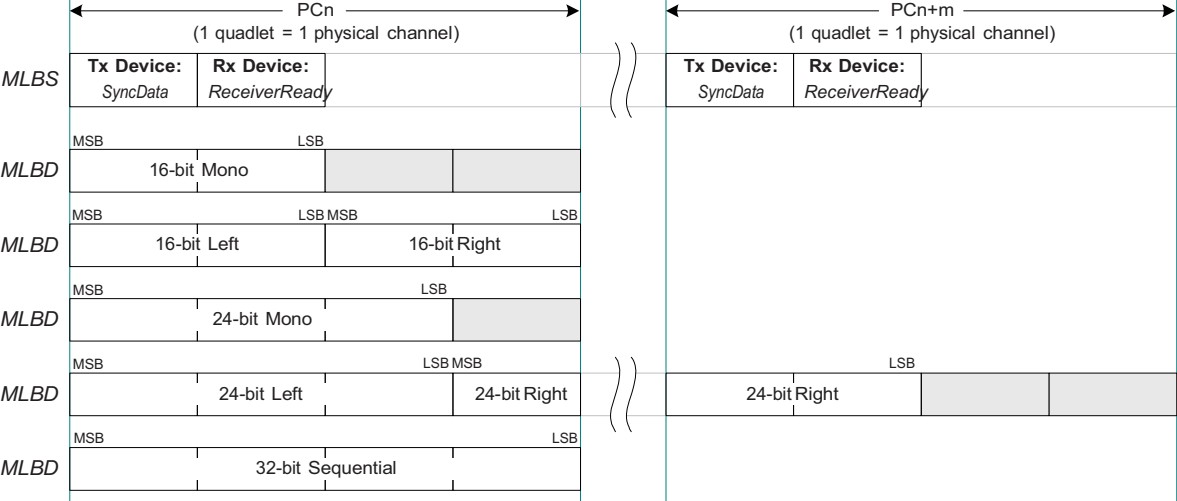 PCn PCn+m
(1 quadlet = 1 physical channel) (1 quadlet = 1 physical channel)
MLBS Tx Device: Rx Device: Tx Device: Rx Device:
SyncData ReceiverReady SyncData ReceiverReady
MSB LSB
MLBD 16-bit Mono
MSB LSB MSB LSB
MLBD 16-bit Left 16-bit Right
MSB LSB
MLBD 24-bit Mono
MSB LSB MSB LSB
MLBD 24-bit Left 24-bit Right 24-bit Right
MSB LSB
MLBD 32-bit Sequential